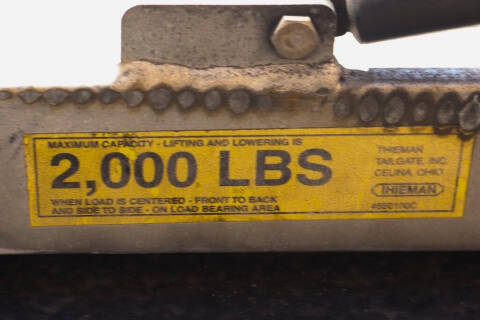 MAXIMUM CAPACITY - LIFTING AND LOWERING IS
2,000 LBS
WHEN LOAD IS CENTERED - FRONT TO BACK
AND SIDE TO SIDE - ON LOAD BEARING AREA
THIEMAN
TAILGATE, INC.
CELINA, OHIO
THIEMAN